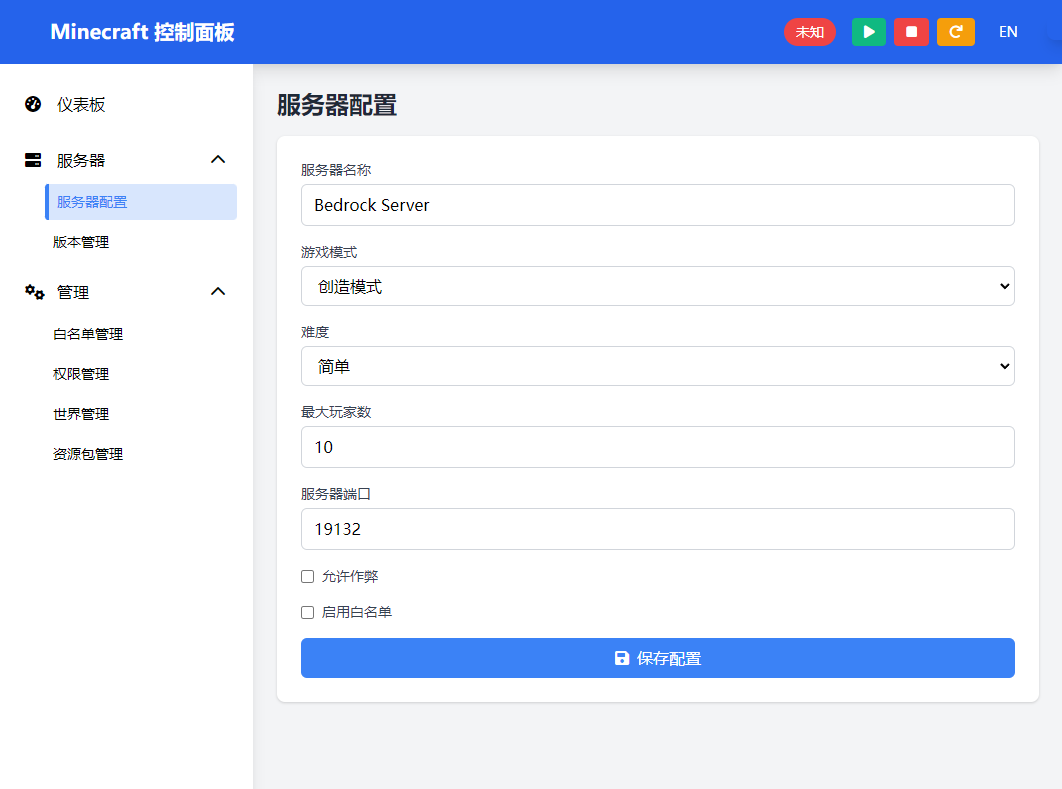 Minecraft 控制面板
未知
EN
仪表板
服务器
服务器配置
版本管理
管理
白名单管理
权限管理
世界管理
资源包管理
服务器配置
服务器名称
Bedrock Server
游戏模式
创造模式
难度
简单
最大玩家数
10
服务器端口
19132
允许作弊
启用白名单
保存配置